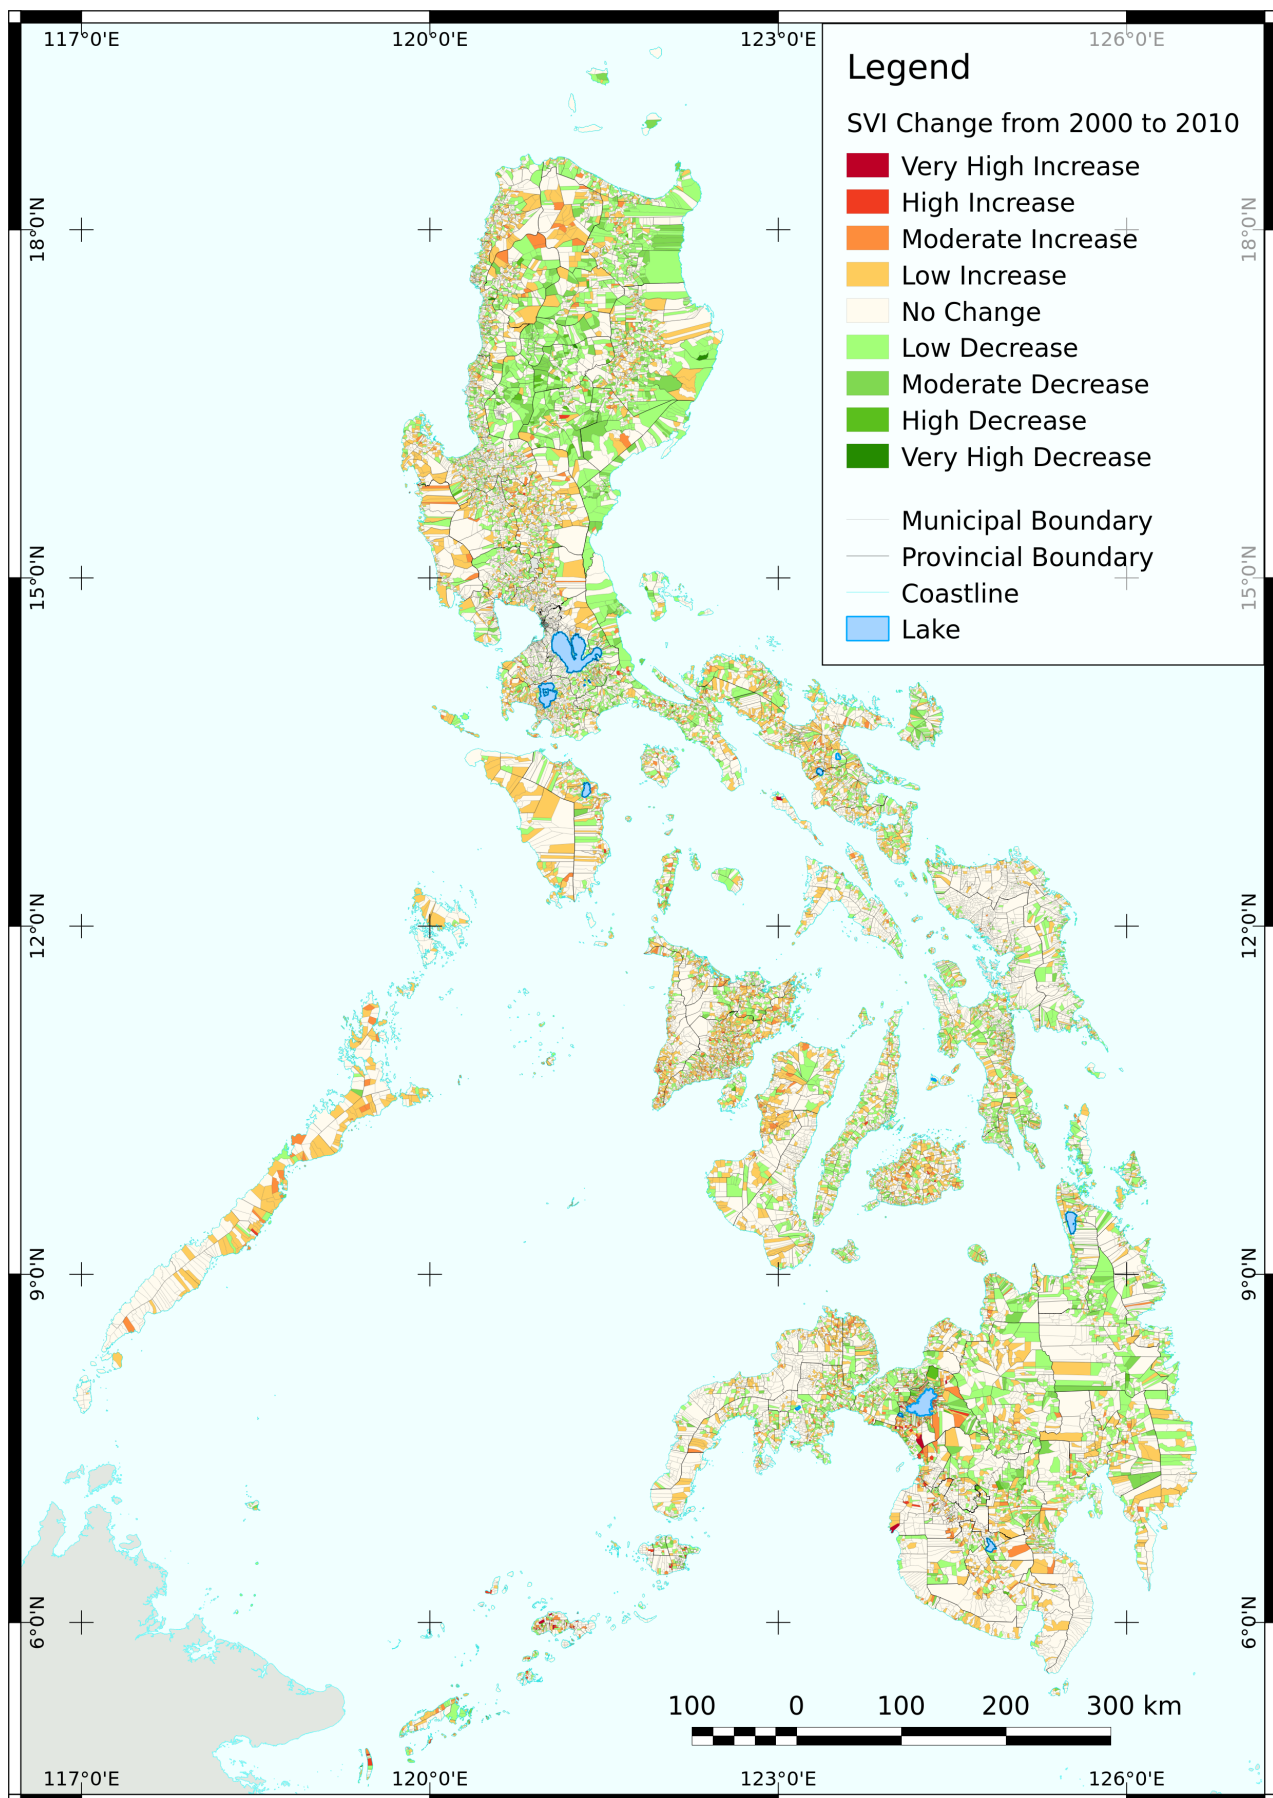 117°0'E 120°0'E 123°0'E 126°0'E
Legend
SVI Change from 2000 to 2010
Very High Increase
High Increase
Moderate Increase
Low Increase
No Change
Low Decrease
Moderate Decrease
High Decrease
Very High Decrease
Municipal Boundary
Provincial Boundary
Coastline
Lake
18°0'N 18°0'N
15°0'N 15°0'N
12°0'N 12°0'N
9°0'N 9°0'N
6°0'N 6°0'N
100 0 100 200 300 km
117°0'E 120°0'E 123°0'E 126°0'E